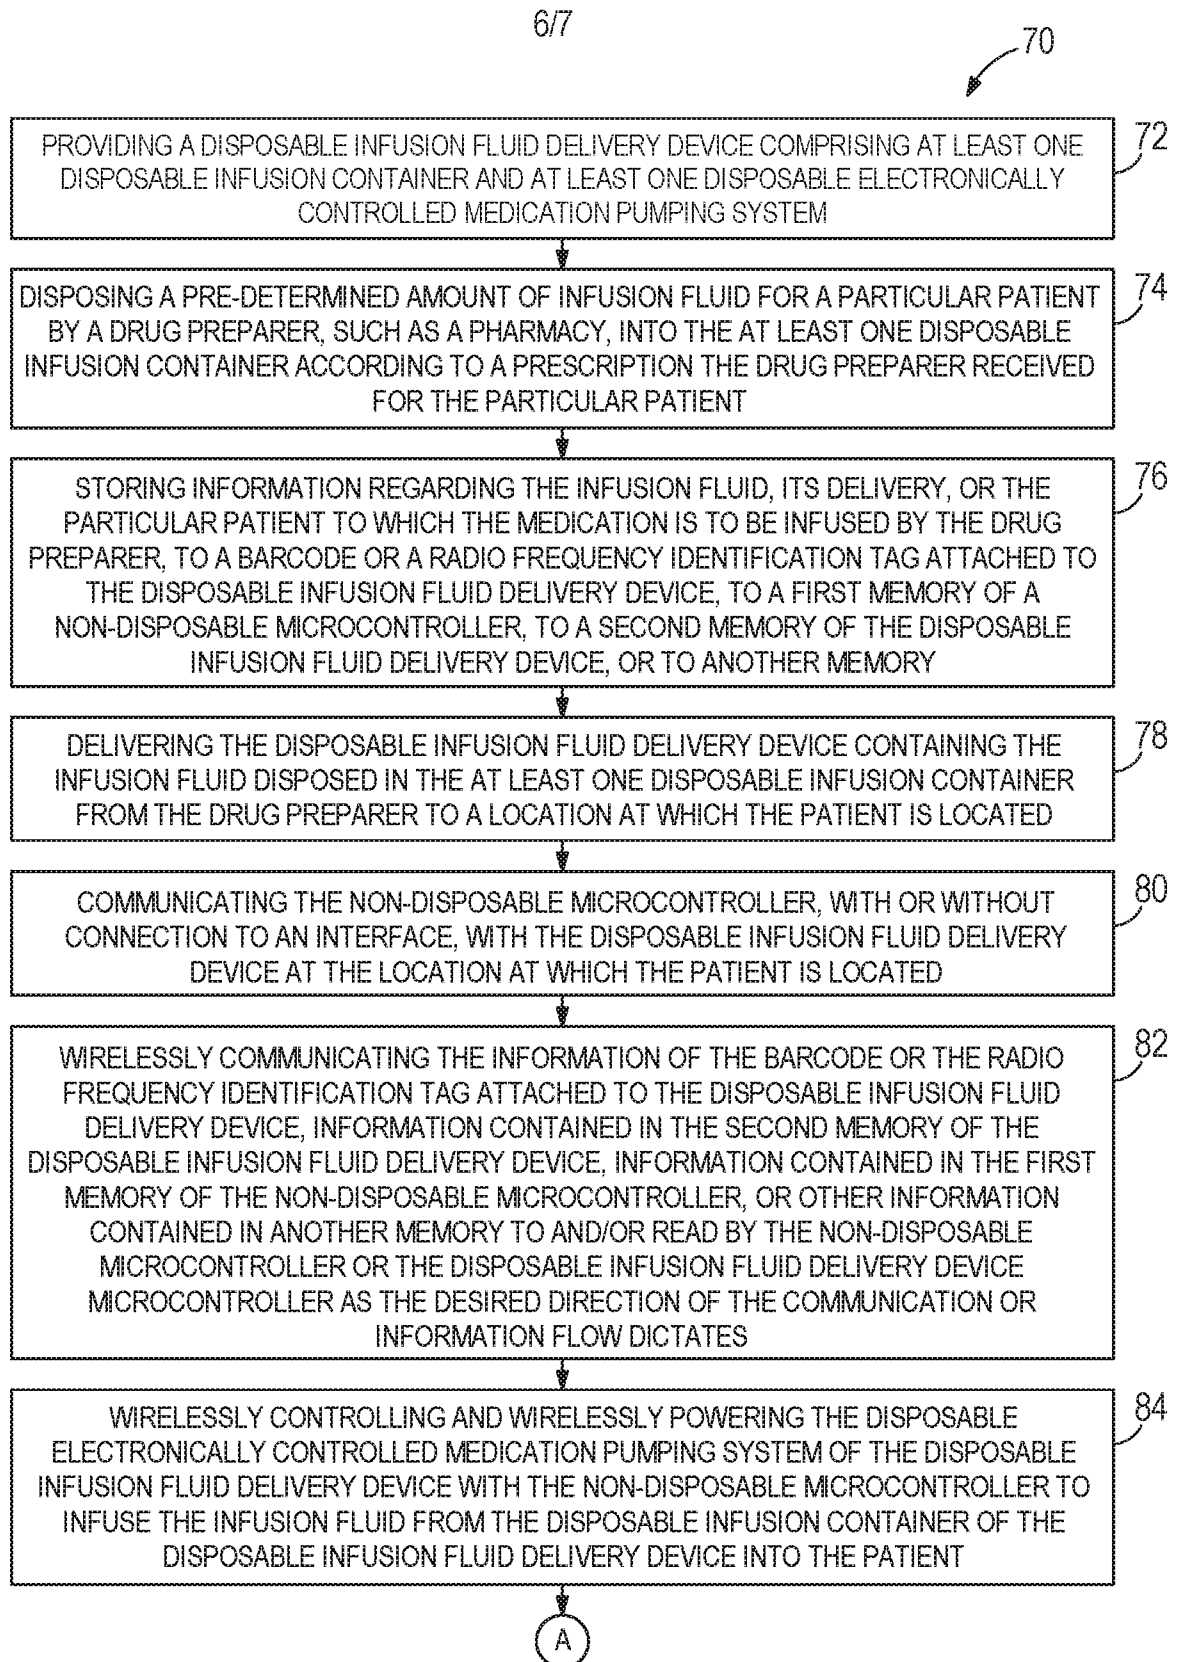 6/7
70
72
PROVIDING A DISPOSABLE INFUSION FLUID DELIVERY DEVICE COMPRISING AT LEAST ONE
DISPOSABLE INFUSION CONTAINER AND AT LEAST ONE DISPOSABLE ELECTRONICALLY
CONTROLLED MEDICATION PUMPING SYSTEM
74
DISPOSING A PRE-DETERMINED AMOUNT OF INFUSION FLUID FOR A PARTICULAR PATIENT
BY A DRUG PREPARER, SUCH AS A PHARMACY, INTO THE AT LEAST ONE DISPOSABLE
INFUSION CONTAINER ACCORDING TO A PRESCRIPTION THE DRUG PREPARER RECEIVED
FOR THE PARTICULAR PATIENT
76
STORING INFORMATION REGARDING THE INFUSION FLUID, ITS DELIVERY, OR THE
PARTICULAR PATIENT TO WHICH THE MEDICATION IS TO BE INFUSED BY THE DRUG
PREPARER, TO A BARCODE OR A RADIO FREQUENCY IDENTIFICATION TAG ATTACHED TO
THE DISPOSABLE INFUSION FLUID DELIVERY DEVICE, TO A FIRST MEMORY OF A
NON-DISPOSABLE MICROCONTROLLER, TO A SECOND MEMORY OF THE DISPOSABLE
INFUSION FLUID DELIVERY DEVICE, OR TO ANOTHER MEMORY
78
DELIVERING THE DISPOSABLE INFUSION FLUID DELIVERY DEVICE CONTAINING THE
INFUSION FLUID DISPOSED IN THE AT LEAST ONE DISPOSABLE INFUSION CONTAINER
FROM THE DRUG PREPARER TO A LOCATION AT WHICH THE PATIENT IS LOCATED
80
COMMUNICATING THE NON-DISPOSABLE MICROCONTROLLER, WITH OR WITHOUT
CONNECTION TO AN INTERFACE, WITH THE DISPOSABLE INFUSION FLUID DELIVERY
DEVICE AT THE LOCATION AT WHICH THE PATIENT IS LOCATED
82
WIRELESSLY COMMUNICATING THE INFORMATION OF THE BARCODE OR THE RADIO
FREQUENCY IDENTIFICATION TAG ATTACHED TO THE DISPOSABLE INFUSION FLUID
DELIVERY DEVICE, INFORMATION CONTAINED IN THE SECOND MEMORY OF THE
DISPOSABLE INFUSION FLUID DELIVERY DEVICE, INFORMATION CONTAINED IN THE FIRST
MEMORY OF THE NON-DISPOSABLE MICROCONTROLLER, OR OTHER INFORMATION
CONTAINED IN ANOTHER MEMORY TO AND/OR READ BY THE NON-DISPOSABLE
MICROCONTROLLER OR THE DISPOSABLE INFUSION FLUID DELIVERY DEVICE
MICROCONTROLLER AS THE DESIRED DIRECTION OF THE COMMUNICATION OR
INFORMATION FLOW DICTATES
84
WIRELESSLY CONTROLLING AND WIRELESSLY POWERING THE DISPOSABLE
ELECTRONICALLY CONTROLLED MEDICATION PUMPING SYSTEM OF THE DISPOSABLE
INFUSION FLUID DELIVERY DEVICE WITH THE NON-DISPOSABLE MICROCONTROLLER TO
INFUSE THE INFUSION FLUID FROM THE DISPOSABLE INFUSION CONTAINER OF THE
DISPOSABLE INFUSION FLUID DELIVERY DEVICE INTO THE PATIENT
A